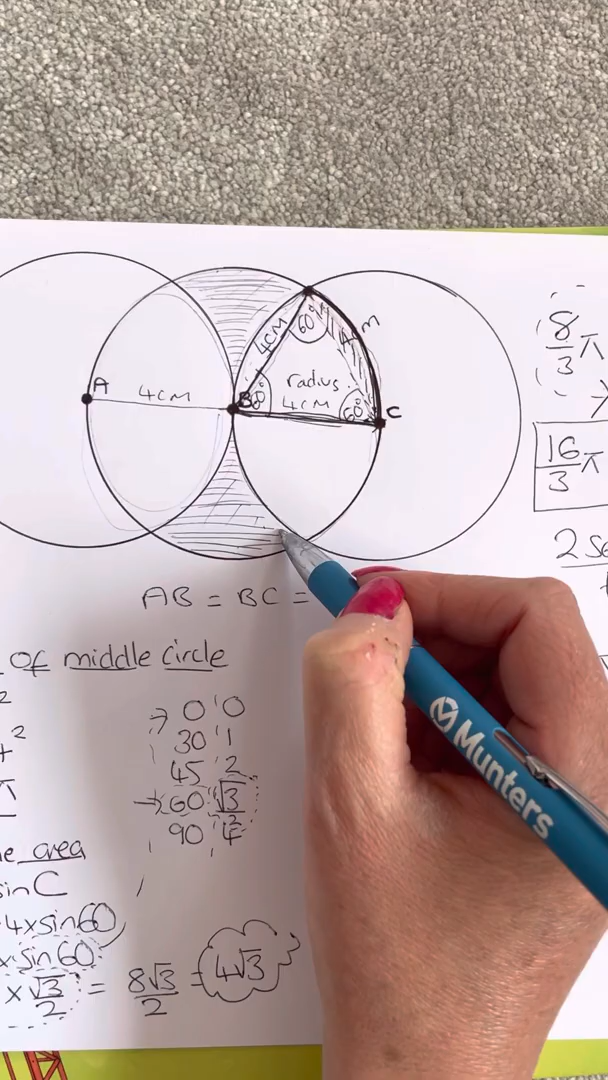 A
4cm
B
radius
4cm
C
4cm
60°
60
60°
8/3 π
16/3 π
AB = BC =
of middle circle
2
2
π
0 0
30 1
45 2
→ 60 √3/2
90 4
area
sin C
4 x sin60
x sin60
x √3/2 = 8√3/2 = 4√3
Munters